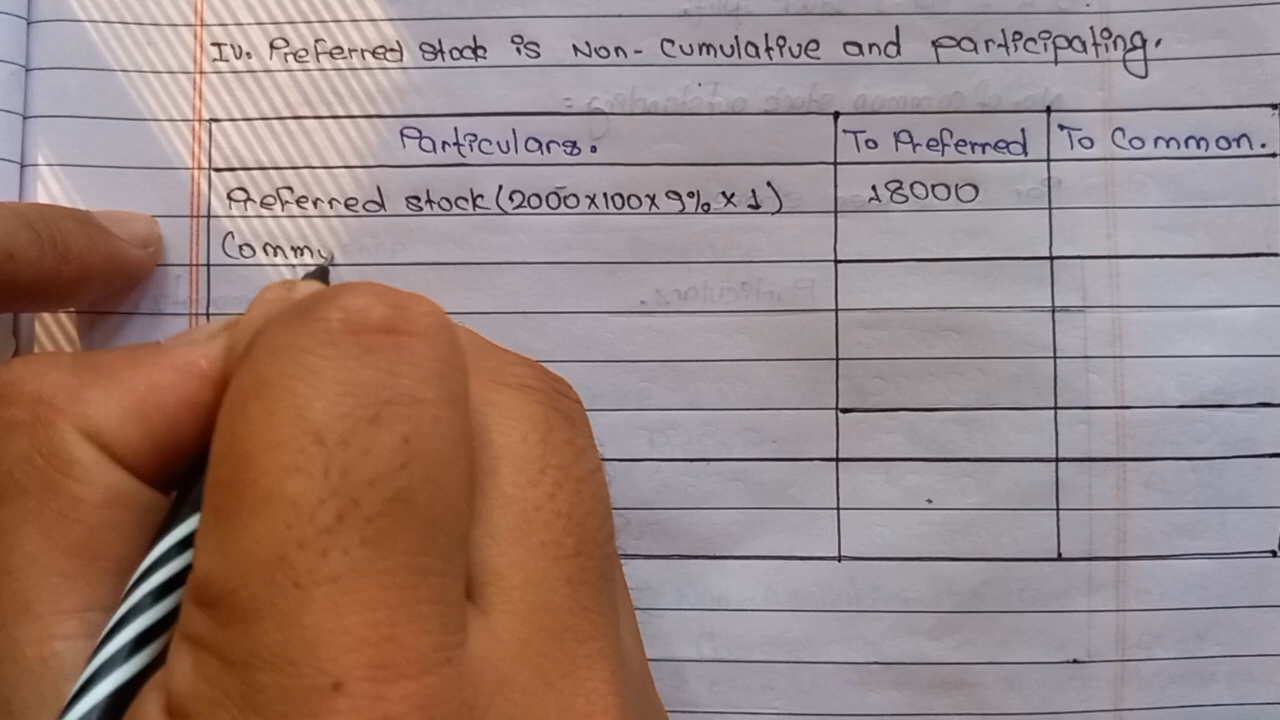 IV. Preferred stock is Non-cumulative and participating.
Particulars. To Preferred To Common.
Preferred stock (2000x100x9% x 1) 18000
Comm